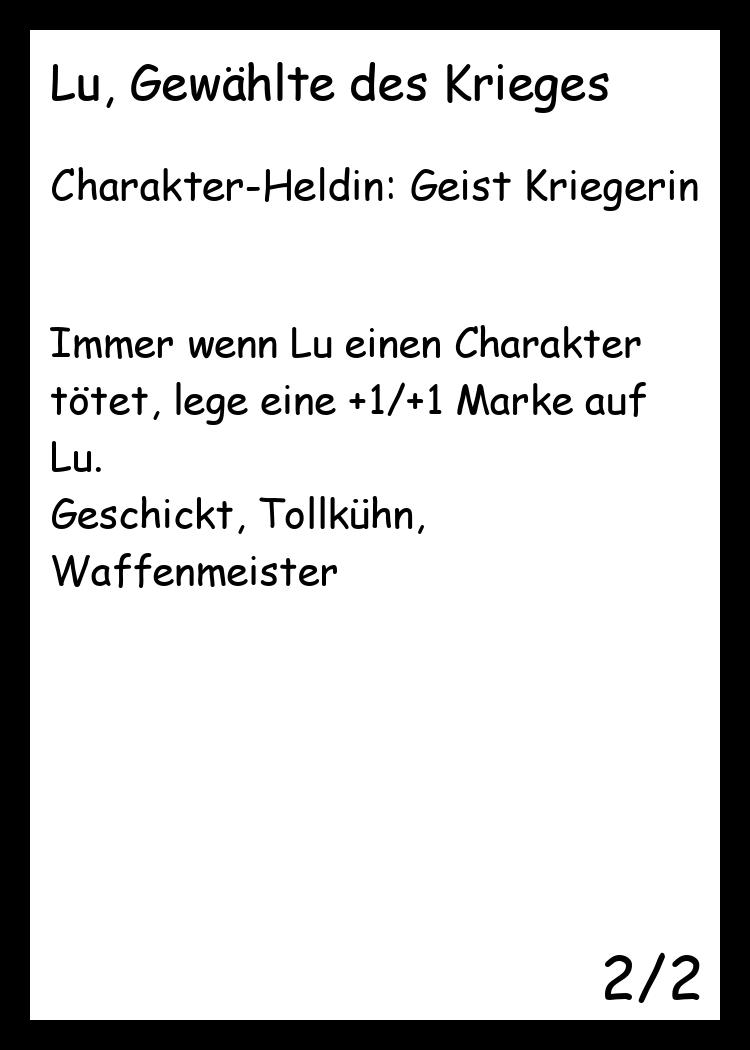 Lu, Gewählte des Krieges
Charakter-Heldin: Geist Kriegerin
Immer wenn Lu einen Charakter
tötet, lege eine +1/+1 Marke auf
Lu.
Geschickt, Tollkühn,
Waffenmeister
2/2